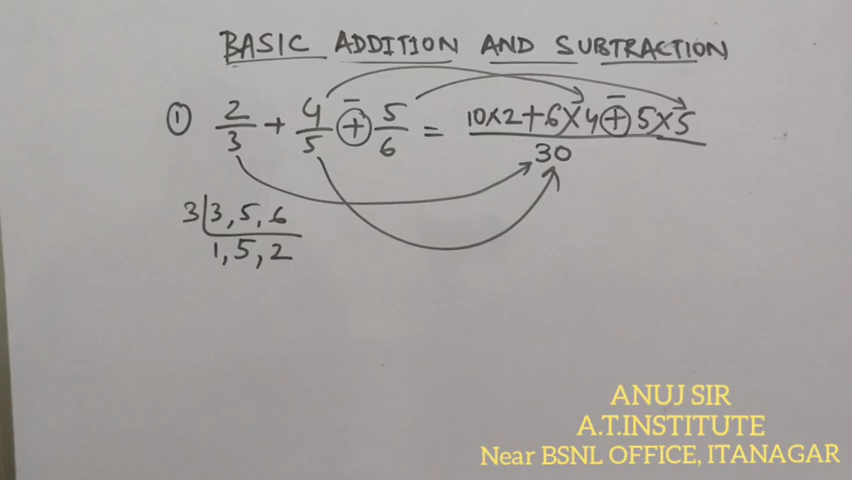 BASIC ADDITION AND SUBTRACTION
① 2/3 + 4/5 ⊕ 5/6 = 10×2+6×4⊕5×5/30
3|3,5,6
1,5,2
ANUJ SIR
A.T.INSTITUTE
Near BSNL OFFICE, ITANAGAR